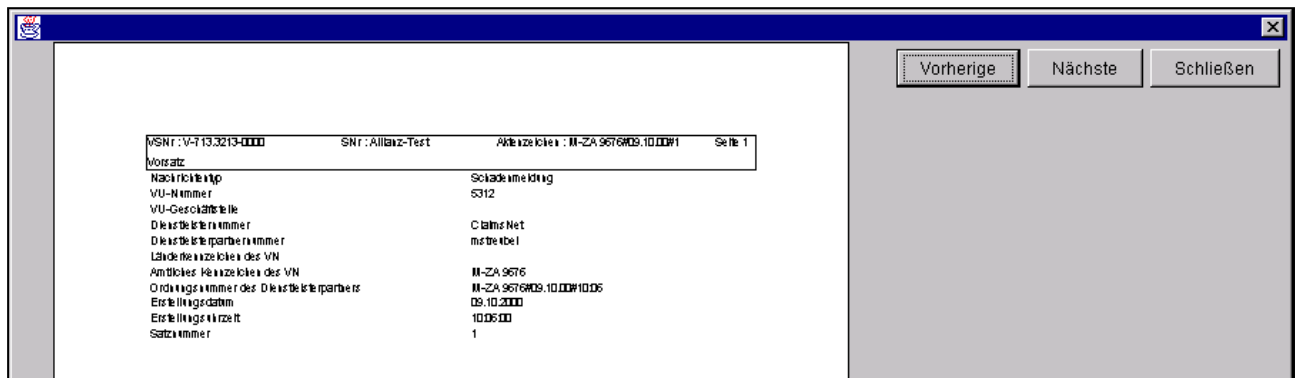 Vorherige Nächste Schließen
VSNr : V-713.3213-0000 SNr : Allianz-Test Aktenzeichen : M-ZA 9676#09.10.00#1 Seite 1
Vorsatz
Nachrichtentyp Schadenmeldung
VU-Nummer 5312
VU-Geschäftstelle
Dienstleisternummer ClaimsNet
Dienstleisterpartnernummer mstreubel
Länderkennzeichen des VN
Amtliches Kennzeichen des VN M-ZA 9676
Ordnungsnummer des Dienstleisterpartners M-ZA 9676#09.10.00#10:06
Erstellungsdatum 09.10.2000
Erstellungsuhrzeit 10:06:00
Satznummer 1